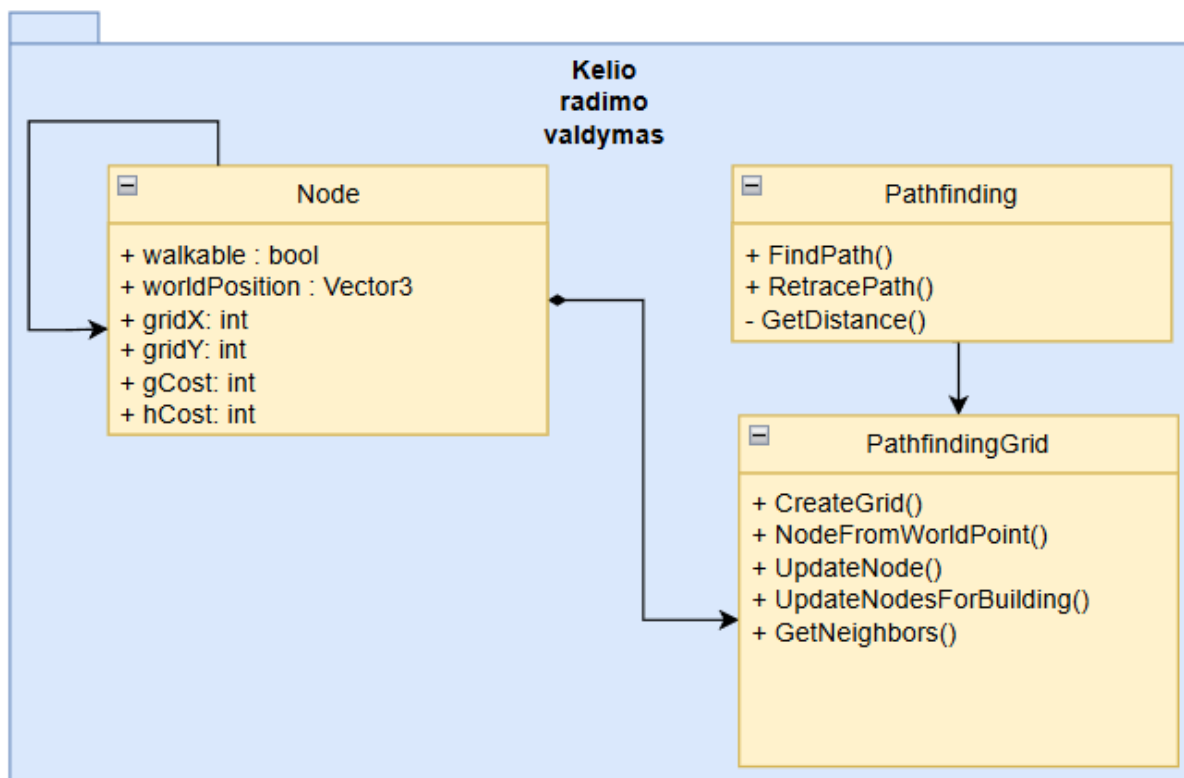 Kelio
radimo
valdymas
Node
+ walkable : bool
+ worldPosition : Vector3
+ gridX: int
+ gridY: int
+ gCost: int
+ hCost: int
Pathfinding
+ FindPath()
+ RetracePath()
- GetDistance()
PathfindingGrid
+ CreateGrid()
+ NodeFromWorldPoint()
+ UpdateNode()
+ UpdateNodesForBuilding()
+ GetNeighbors()